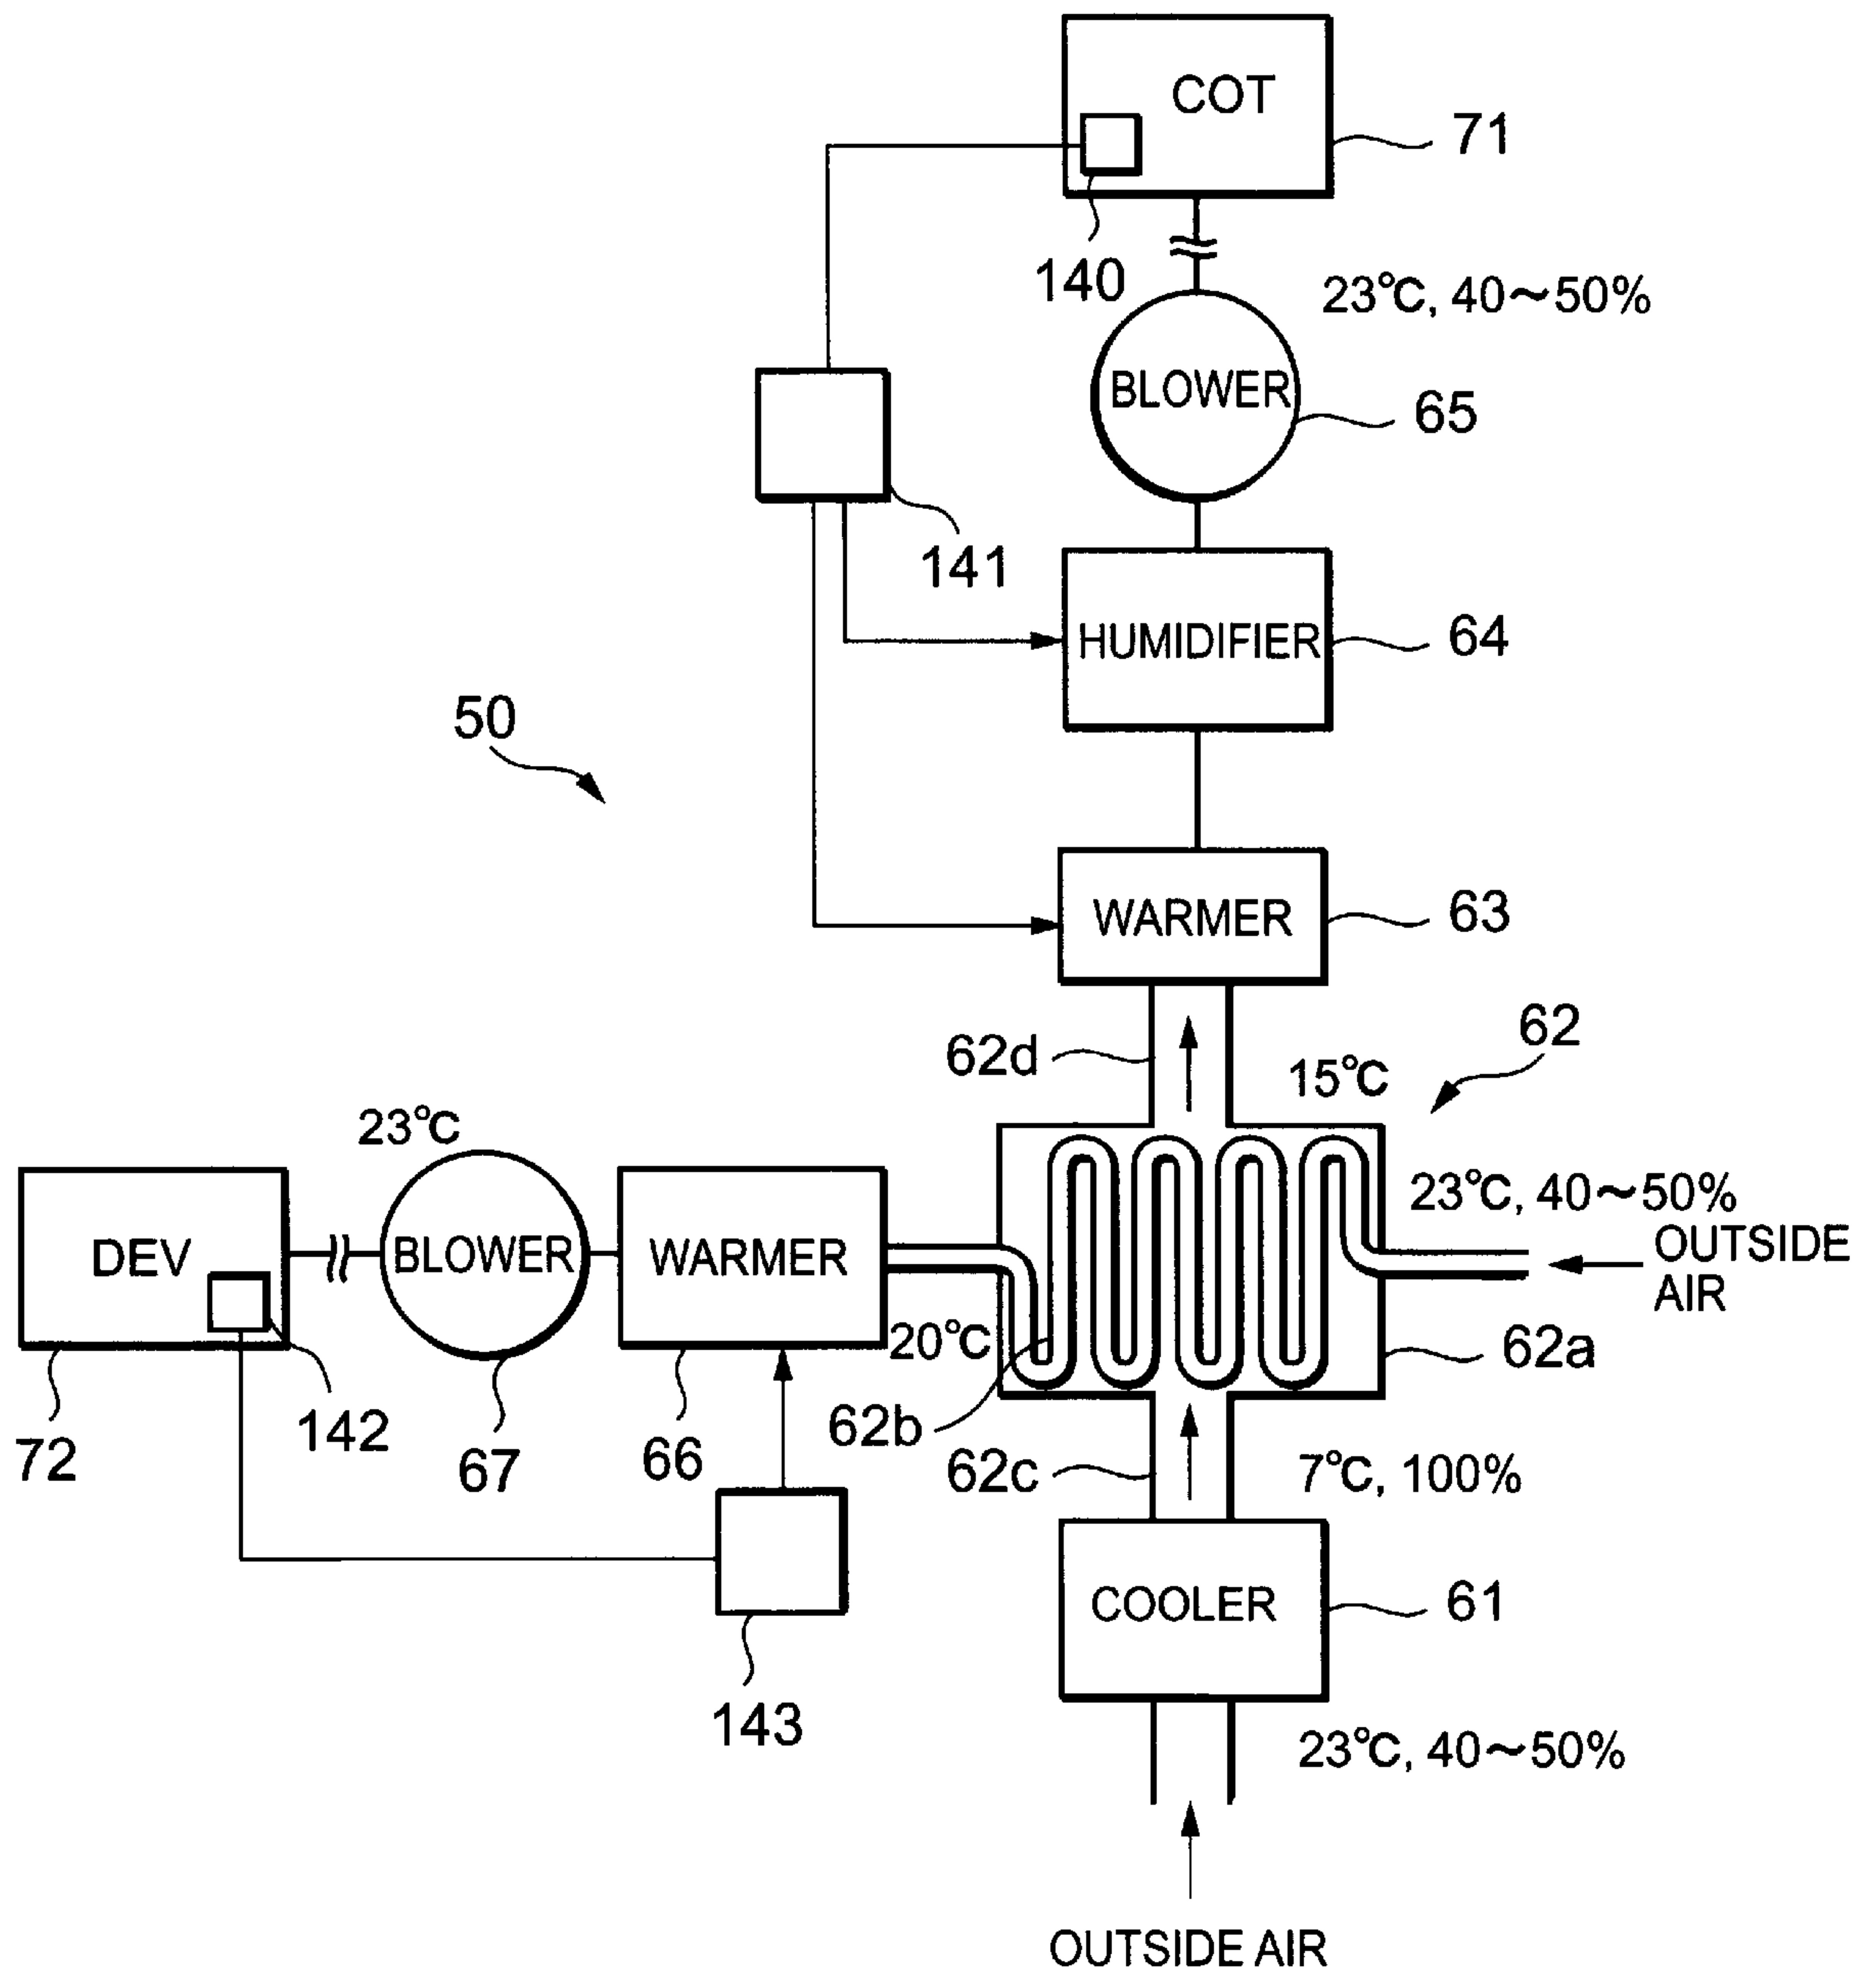 COT
71
140
23℃, 40～50%
BLOWER
65
141
HUMIDIFIER
64
50
WARMER
63
62d
62
15℃
23℃
23℃, 40～50%
OUTSIDE
AIR
DEV
BLOWER
WARMER
20℃
62a
62b
72
142
67
66
62c
7℃, 100%
COOLER
61
143
23℃, 40～50%
OUTSIDE AIR